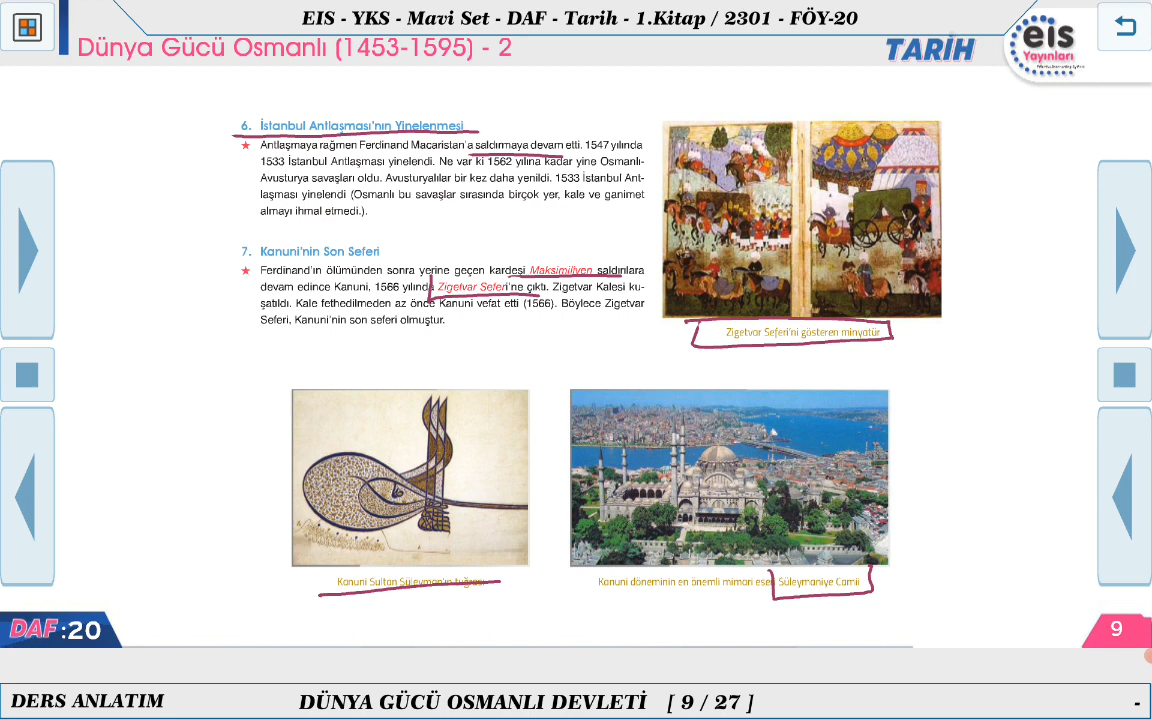 EIS - YKS - Mavi Set - DAF - Tarih - 1.Kitap / 2301 - FÖY-20
Dünya Gücü Osmanlı (1453-1595) - 2
TARİH
eis
Yayınları
6. İstanbul Antlaşması'nın Yinelenmesi
★ Antlaşmaya rağmen Ferdinand Macaristan'a saldırmaya devam etti. 1547 yılında
1533 İstanbul Antlaşması yinelendi. Ne var ki 1562 yılına kadar yine Osmanlı-
Avusturya savaşları oldu. Avusturyalılar bir kez daha yenildi. 1533 İstanbul Ant-
laşması yinelendi (Osmanlı bu savaşlar sırasında birçok yer, kale ve ganimet
almayı ihmal etmedi.).
7. Kanuni'nin Son Seferi
★ Ferdinand'ın ölümünden sonra yerine geçen kardeşi Maksimiliyen saldırılara
devam edince Kanuni, 1566 yılında Zigetvar Seferi'ne çıktı. Zigetvar Kalesi ku-
şatıldı. Kale fethedilmeden az önce Kanuni vefat etti (1566). Böylece Zigetvar
Seferi, Kanuni'nin son seferi olmuştur.
Zigetvar Seferi'ni gösteren minyatür
Kanuni Sultan Süleyman'ın tuğrası
Kanuni döneminin en önemli mimari eseri Süleymaniye Camii
DAF:20
9
DERS ANLATIM
DÜNYA GÜCÜ OSMANLI DEVLETİ [ 9 / 27 ]
-